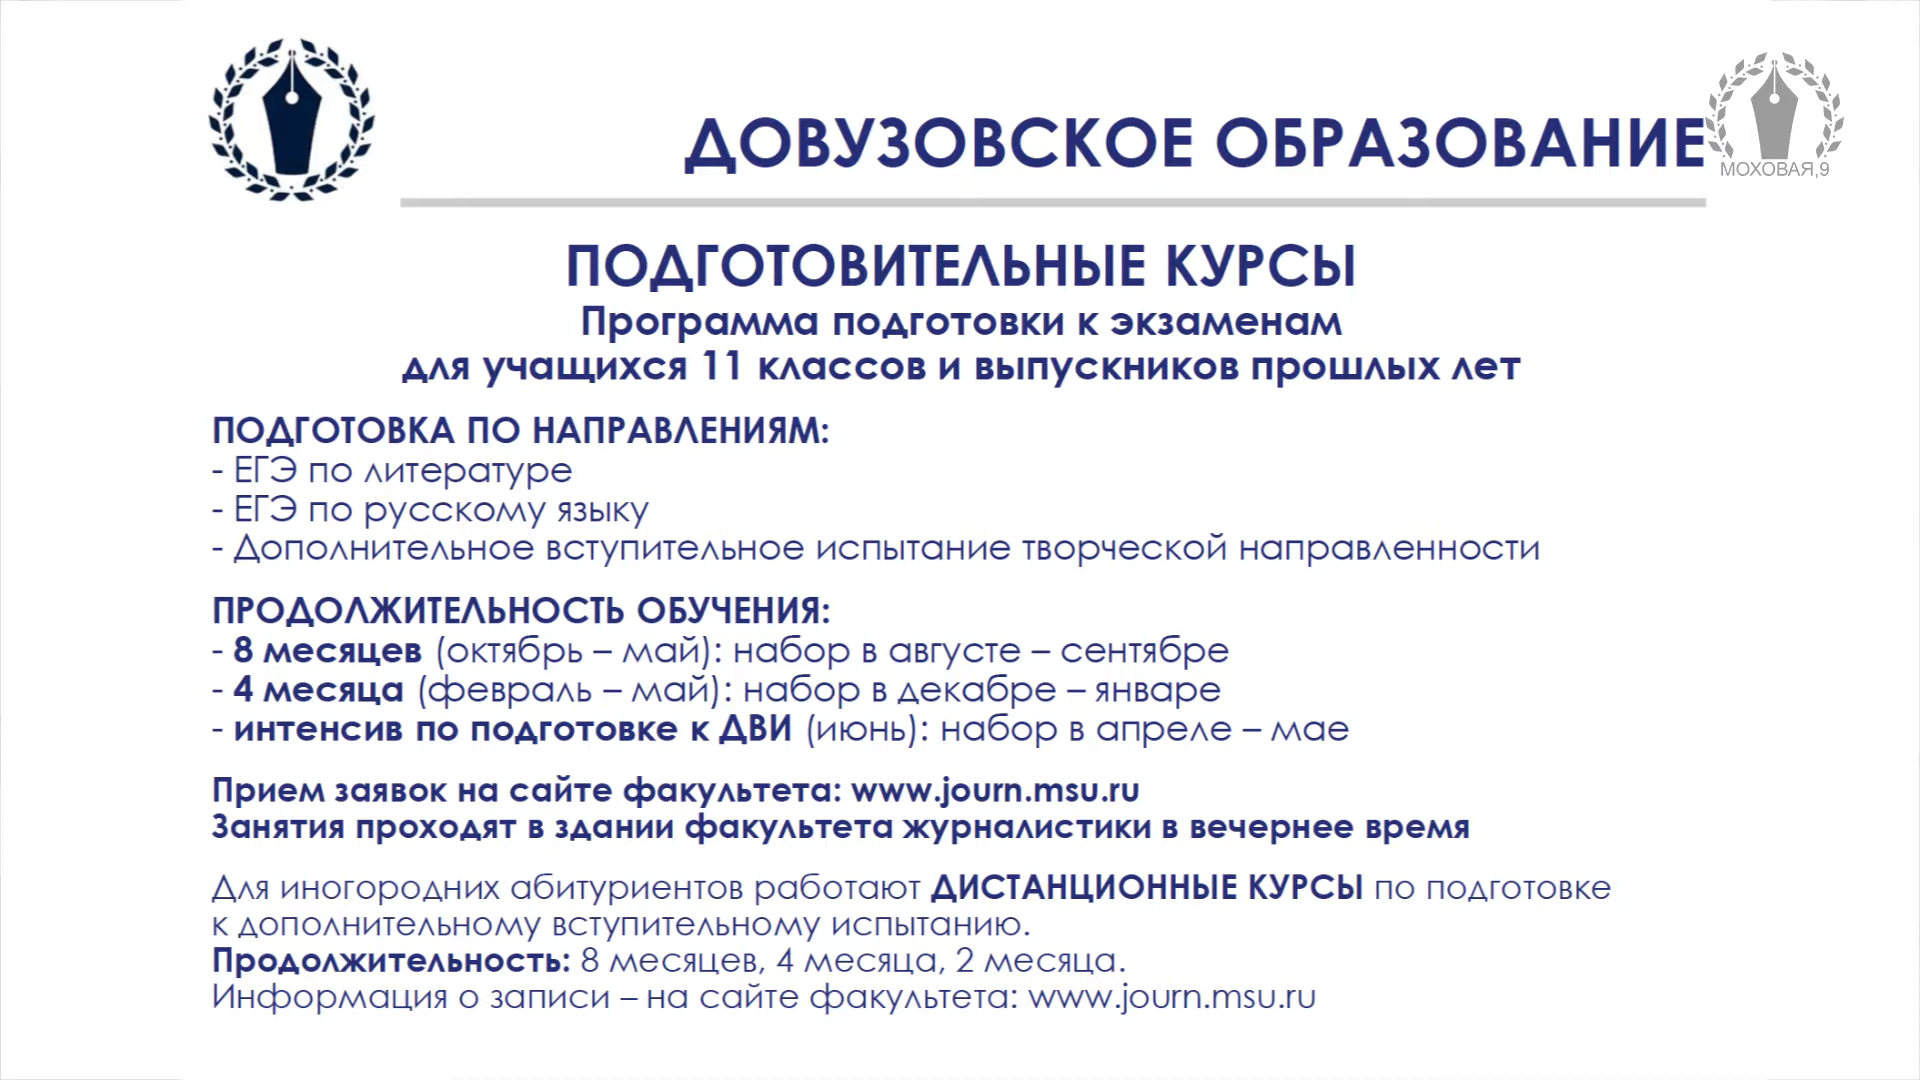 ДОВУЗОВСКОЕ ОБРАЗОВАНИЕ
МОХОВАЯ,9
ПОДГОТОВИТЕЛЬНЫЕ КУРСЫ
Программа подготовки к экзаменам
для учащихся 11 классов и выпускников прошлых лет
ПОДГОТОВКА ПО НАПРАВЛЕНИЯМ:
- ЕГЭ по литературе
- ЕГЭ по русскому языку
- Дополнительное вступительное испытание творческой направленности
ПРОДОЛЖИТЕЛЬНОСТЬ ОБУЧЕНИЯ:
- 8 месяцев (октябрь – май): набор в августе – сентябре
- 4 месяца (февраль – май): набор в декабре – январе
- интенсив по подготовке к ДВИ (июнь): набор в апреле – мае
Прием заявок на сайте факультета: www.journ.msu.ru
Занятия проходят в здании факультета журналистики в вечернее время
Для иногородних абитуриентов работают ДИСТАНЦИОННЫЕ КУРСЫ по подготовке
к дополнительному вступительному испытанию.
Продолжительность: 8 месяцев, 4 месяца, 2 месяца.
Информация о записи – на сайте факультета: www.journ.msu.ru